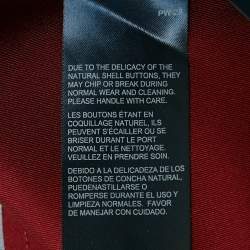 DUE TO THE DELICACY OF THE
NATURAL SHELL BUTTONS, THEY
MAY CHIP OR BREAK DURING
NORMAL WEAR AND CLEANING.
PLEASE HANDLE WITH CARE.
LES BOUTONS ÉTANT EN
COQUILLAGE NATUREL, ILS
PEUVENT S'ÉCAILLER OU SE
BRISER DURANT LE PORT
NORMAL ET LE NETTOYAGE.
VEUILLEZ EN PRENDRE SOIN.
DEBIDO A LA DELICADEZA DE LOS
BOTONES DE CONCHA NATURAL,
PUEDENASTILLARSE O
ROMPERSE DURANTE EL USO Y
LIMPIEZA NORMALES. FAVOR
DE MANEJAR CON CUIDADO.